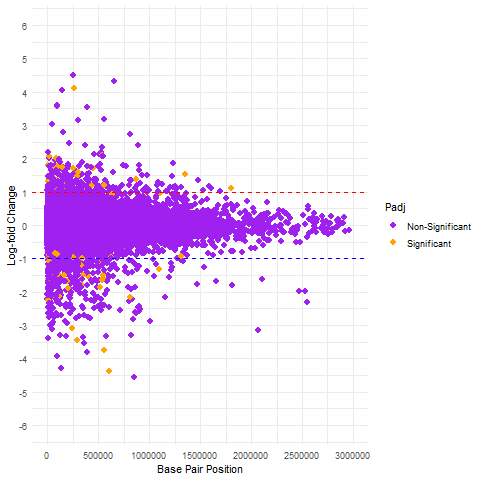 6
5
4
3
2
1
0
-1
-2
-3
-4
-5
-6
Log-fold Change
0 500000 1000000 1500000 2000000 2500000 3000000
Base Pair Position
Padj
Non-Significant
Significant